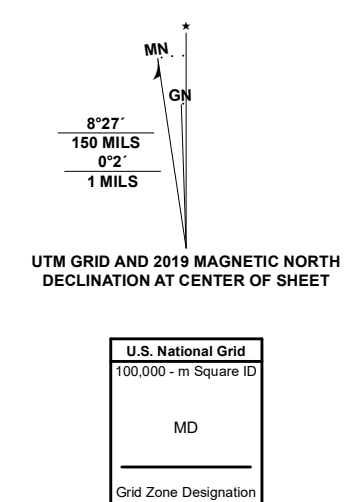 ★
MN
GN
8°27´
150 MILS
0°2´
1 MILS
UTM GRID AND 2019 MAGNETIC NORTH
DECLINATION AT CENTER OF SHEET
U.S. National Grid
100,000 - m Square ID
MD
Grid Zone Designation